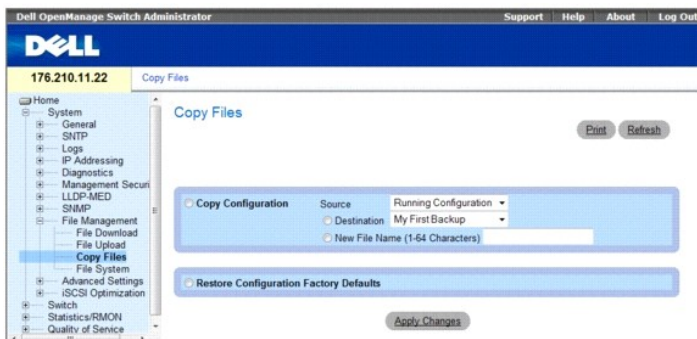 Dell OpenManage Switch Administrator
Support Help About Log Out
DELL
176.210.11.22
Copy Files
Home
System
General
SNTP
Logs
IP Addressing
Diagnostics
Management Securi
LLDP-MED
SNMP
File Management
File Download
File Upload
Copy Files
File System
Advanced Settings
iSCSI Optimization
Switch
Statistics/RMON
Quality of Service
Copy Files
Print Refresh
Copy Configuration Source Running Configuration
Destination My First Backup
New File Name (1-64 Characters)
Restore Configuration Factory Defaults
Apply Changes